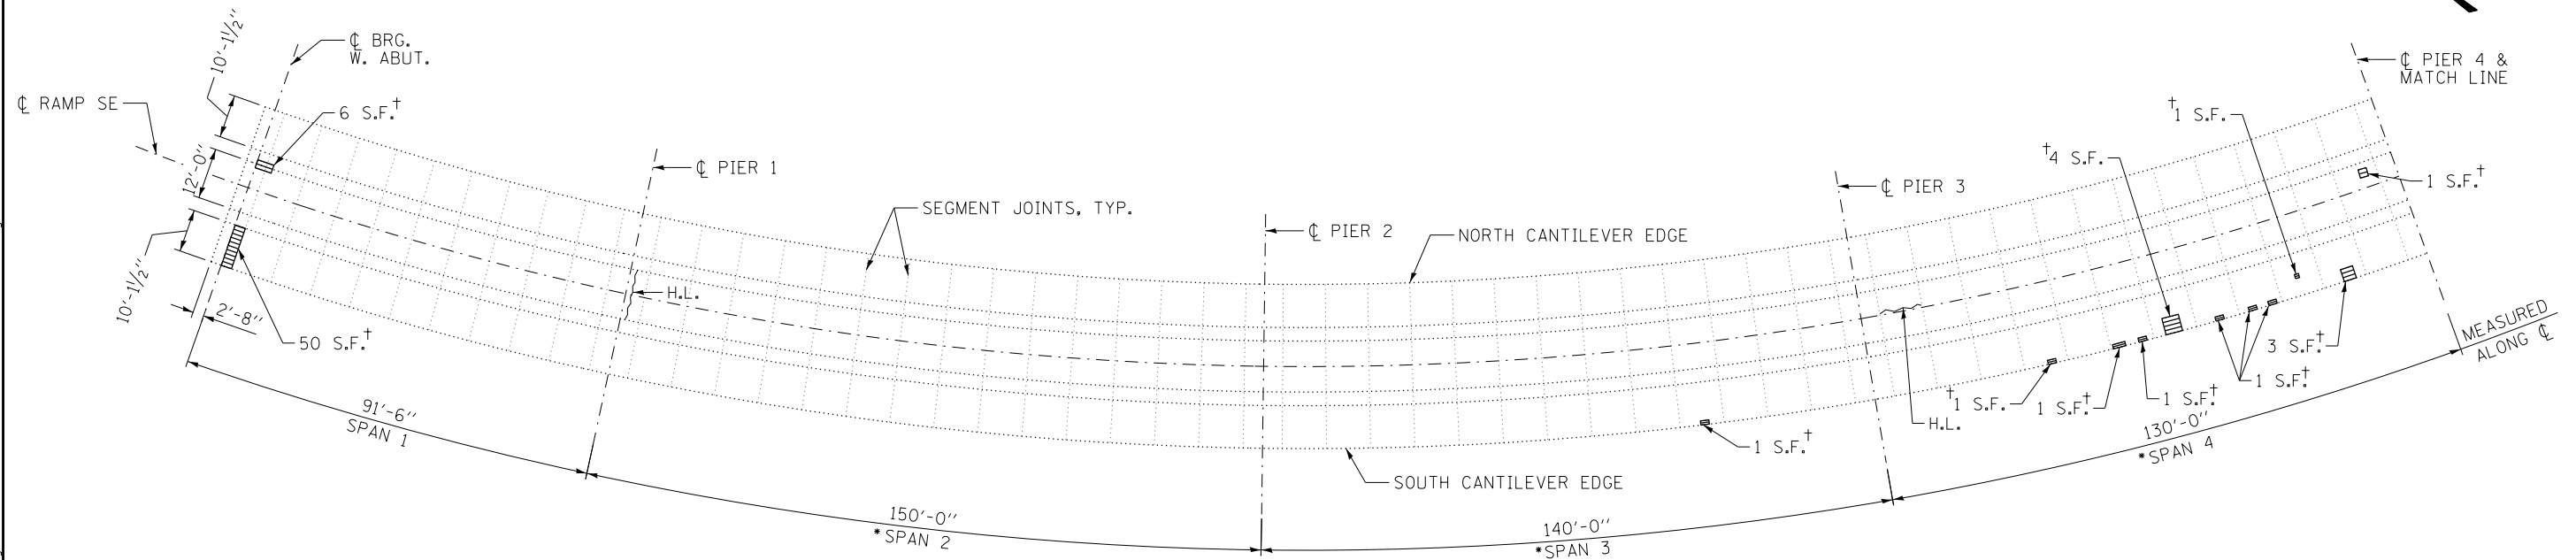 10'-1½"
℄ BRG.
W. ABUT.
℄ RAMP SE
6 S.F.†
12'-0"
10'-1½"
2'-8"
50 S.F.†
91'-6"
SPAN 1
℄ PIER 1
H.L.
SEGMENT JOINTS, TYP.
150'-0"
*SPAN 2
℄ PIER 2
NORTH CANTILEVER EDGE
SOUTH CANTILEVER EDGE
140'-0"
*SPAN 3
1 S.F.†
℄ PIER 3
H.L.
†1 S.F.
1 S.F.†
1 S.F.†
1 S.F.†
3 S.F.†
†4 S.F.
†1 S.F.
1 S.F.†
℄ PIER 4 &
MATCH LINE
130'-0"
*SPAN 4
MEASURED
ALONG ℄